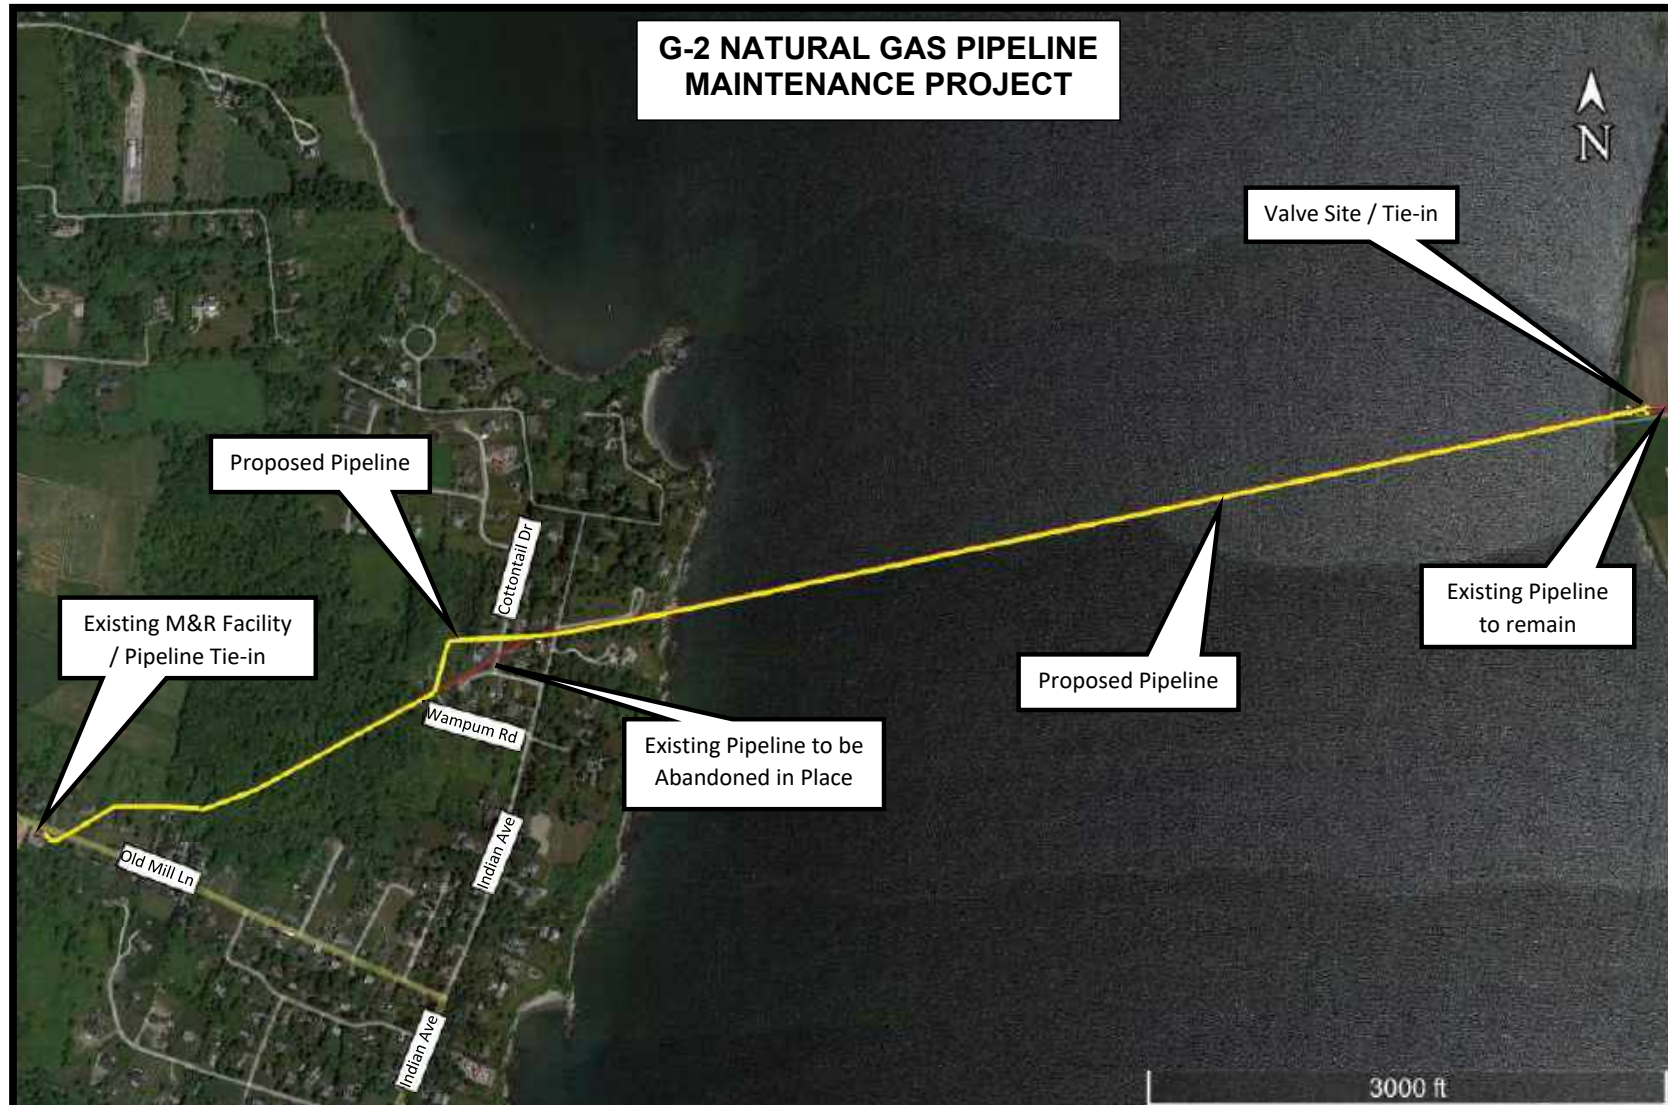 G-2 NATURAL GAS PIPELINE
MAINTENANCE PROJECT
N
Valve Site / Tie-in
Proposed Pipeline
Cottontail Dr
Existing M&R Facility
/ Pipeline Tie-in
Existing Pipeline
to remain
Proposed Pipeline
Wampum Rd
Existing Pipeline to be
Abandoned in Place
Indian Ave
Old Mill Ln
Indian Ave
3000 ft